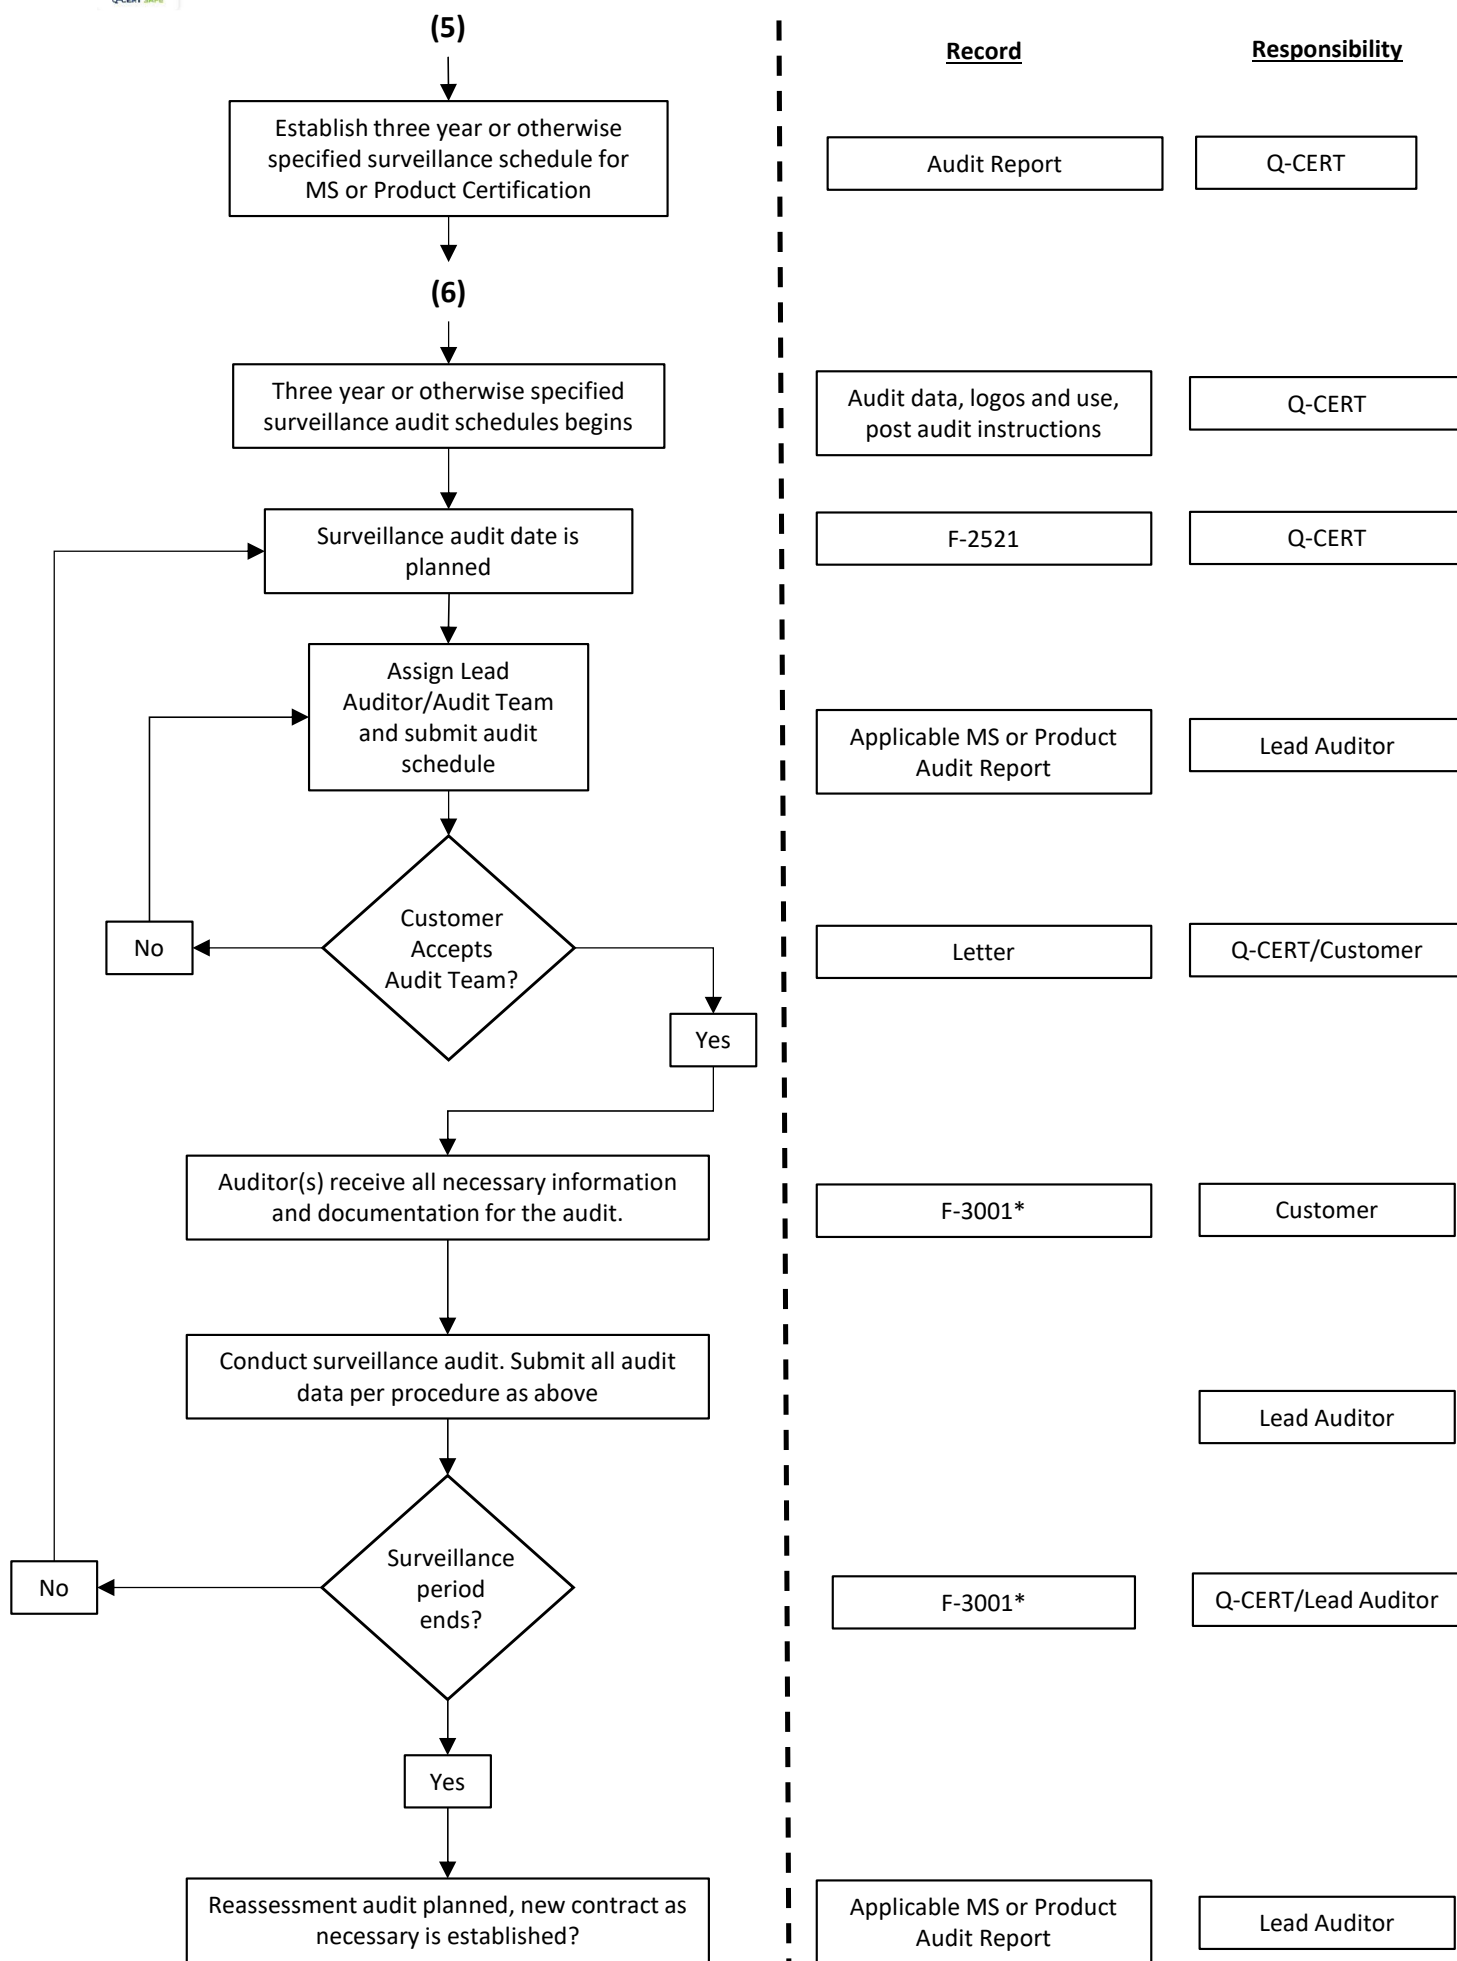 Q-CERT SAFE
(5)
Record
Responsibility
Establish three year or otherwise
specified surveillance schedule for
MS or Product Certification
Audit Report
Q-CERT
(6)
Three year or otherwise specified
surveillance audit schedules begins
Audit data, logos and use,
post audit instructions
Q-CERT
Surveillance audit date is
planned
F-2521
Q-CERT
Assign Lead
Auditor/Audit Team
and submit audit
schedule
Applicable MS or Product
Audit Report
Lead Auditor
Customer
Accepts
Audit Team?
No
Letter
Q-CERT/Customer
Yes
Auditor(s) receive all necessary information
and documentation for the audit.
F-3001*
Customer
Conduct surveillance audit. Submit all audit
data per procedure as above
Lead Auditor
Surveillance
period
ends?
No
F-3001*
Q-CERT/Lead Auditor
Yes
Reassessment audit planned, new contract as
necessary is established?
Applicable MS or Product
Audit Report
Lead Auditor